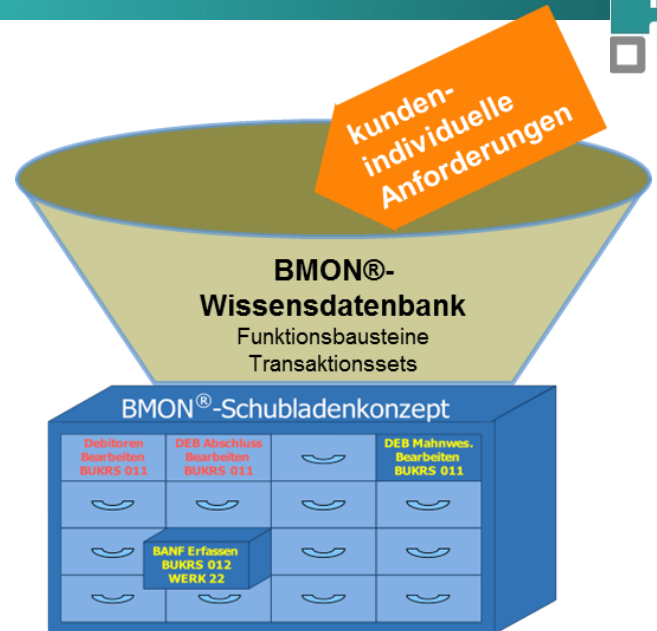 kunden-
individuelle
Anforderungen
BMON®-
Wissensdatenbank
Funktionsbausteine
Transaktionssets
BMON®-Schubladenkonzept
Debitoren
Bearbeiten
BUKRS 011
DEB Abschluss
Bearbeiten
BUKRS 011
DEB Mahnwes.
Bearbeiten
BUKRS 011
BANF Erfassen
BUKRS 012
WERK 22